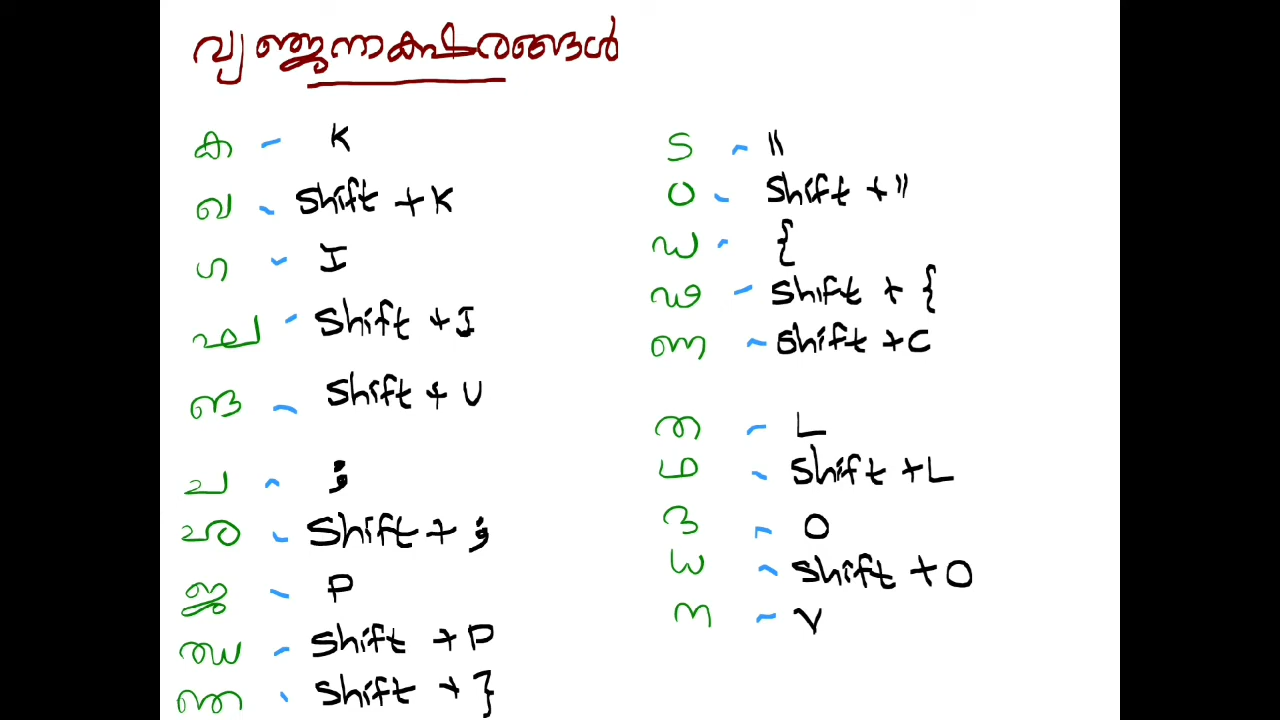 വ്യഞ്ജനാക്ഷരങ്ങൾ
ക - K
ഖ - Shift + K
ഗ - I
ഘ - Shift + I
ങ - Shift + U
ച - ;
ഛ - Shift + ;
ജ - P
ഝ - Shift + P
ഞ - Shift + }
ട - "
ഠ - Shift + "
ഡ - {
ഢ - Shift + {
ണ - Shift + C
ത - L
ഥ - Shift + L
ദ - O
ധ - Shift + O
ന - V